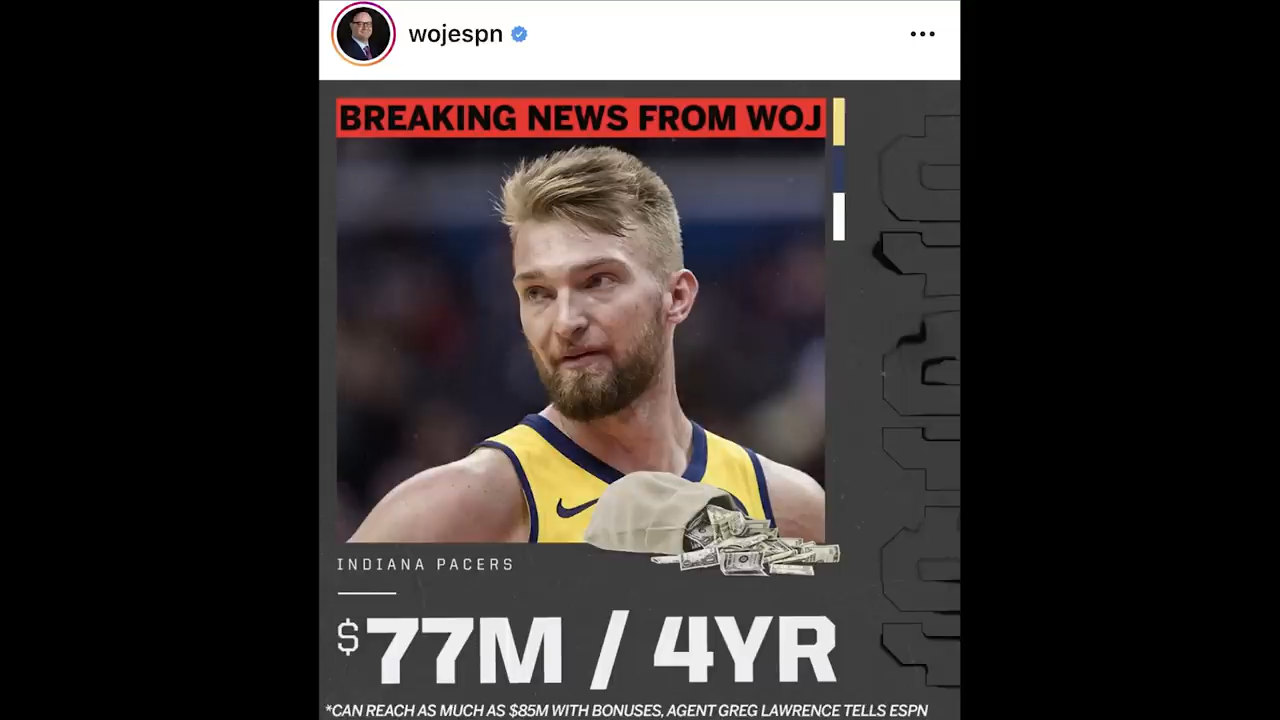 wojespn
BREAKING NEWS FROM WOJ
INDIANA PACERS
$77M / 4YR
*CAN REACH AS MUCH AS $85M WITH BONUSES, AGENT GREG LAWRENCE TELLS ESPN